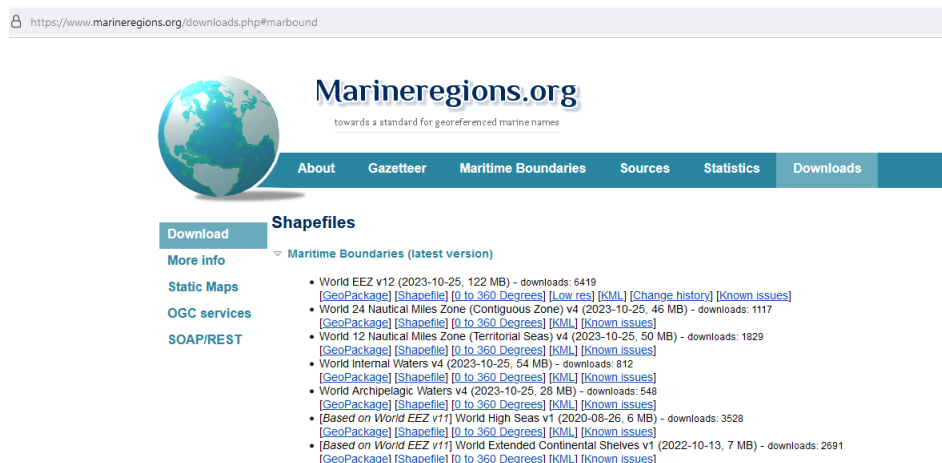 https://www.marineregions.org/downloads.php#marbound
Marineregions.org
towards a standard for georeferenced marine names
About Gazetteer Maritime Boundaries Sources Statistics Downloads
Download
More info
Static Maps
OGC services
SOAP/REST
Shapefiles
Maritime Boundaries (latest version)
• World EEZ v12 (2023-10-25, 122 MB) - downloads: 6419
[GeoPackage] [Shapefile] [0 to 360 Degrees] [Low res] [KML] [Change history] [Known issues]
• World 24 Nautical Miles Zone (Contiguous Zone) v4 (2023-10-25, 46 MB) - downloads: 1117
[GeoPackage] [Shapefile] [0 to 360 Degrees] [KML] [Known issues]
• World 12 Nautical Miles Zone (Territorial Seas) v4 (2023-10-25, 50 MB) - downloads: 1829
[GeoPackage] [Shapefile] [0 to 360 Degrees] [KML] [Known issues]
• World Internal Waters v4 (2023-10-25, 54 MB) - downloads: 812
[GeoPackage] [Shapefile] [0 to 360 Degrees] [KML] [Known issues]
• World Archipelagic Waters v4 (2023-10-25, 28 MB) - downloads: 548
[GeoPackage] [Shapefile] [0 to 360 Degrees] [KML] [Known issues]
• [Based on World EEZ v11] World High Seas v1 (2020-08-26, 6 MB) - downloads: 3528
[GeoPackage] [Shapefile] [0 to 360 Degrees] [KML] [Known issues]
• [Based on World EEZ v11] World Extended Continental Shelves v1 (2022-10-13, 7 MB) - downloads: 2691
[GeoPackage] [Shapefile] [0 to 360 Degrees] [KML] [Known issues]